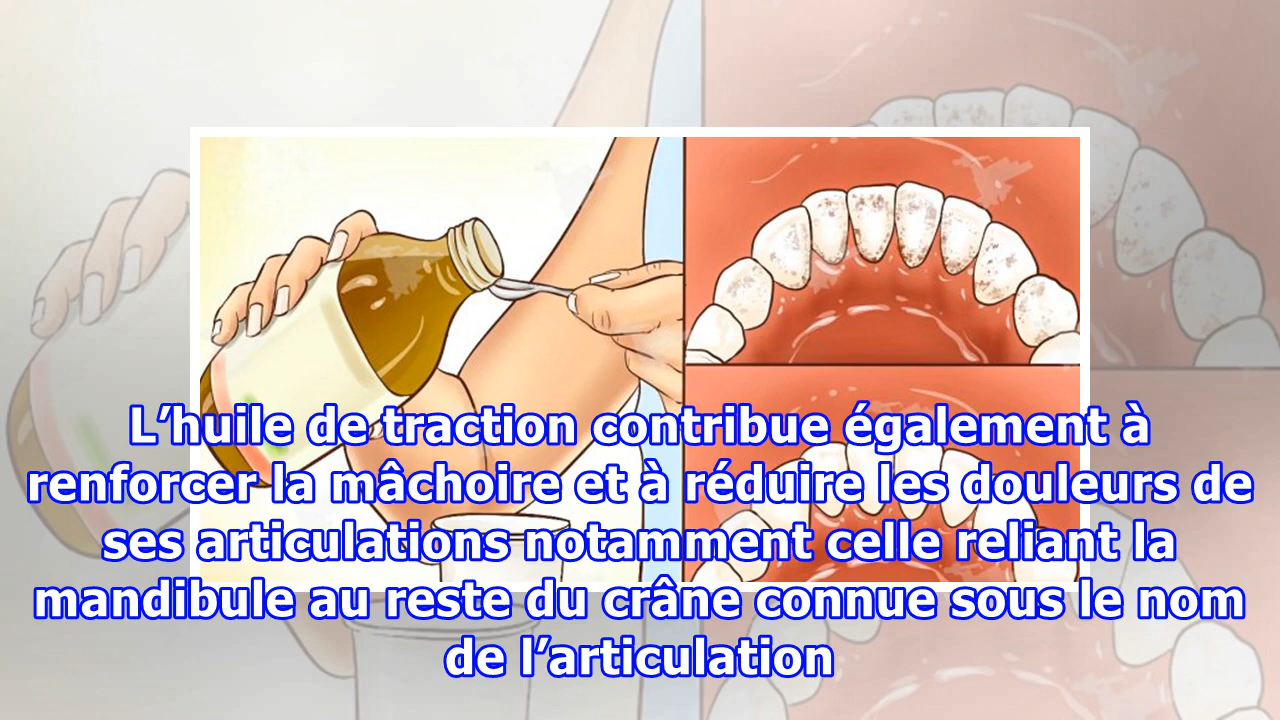 L’huile de traction contribue également à
renforcer la mâchoire et à réduire les douleurs de
ses articulations notamment celle reliant la
mandibule au reste du crâne connue sous le nom
de l’articulation